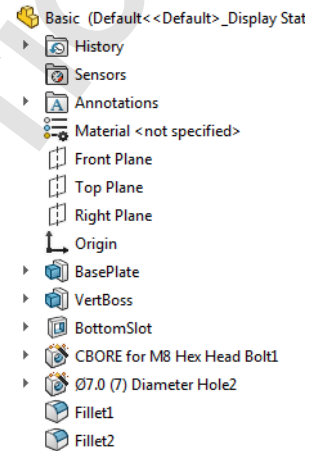 Basic (Default<<Default>_Display Stat
History
Sensors
Annotations
Material <not specified>
Front Plane
Top Plane
Right Plane
Origin
BasePlate
VertBoss
BottomSlot
CBORE for M8 Hex Head Bolt1
Ø7.0 (7) Diameter Hole2
Fillet1
Fillet2